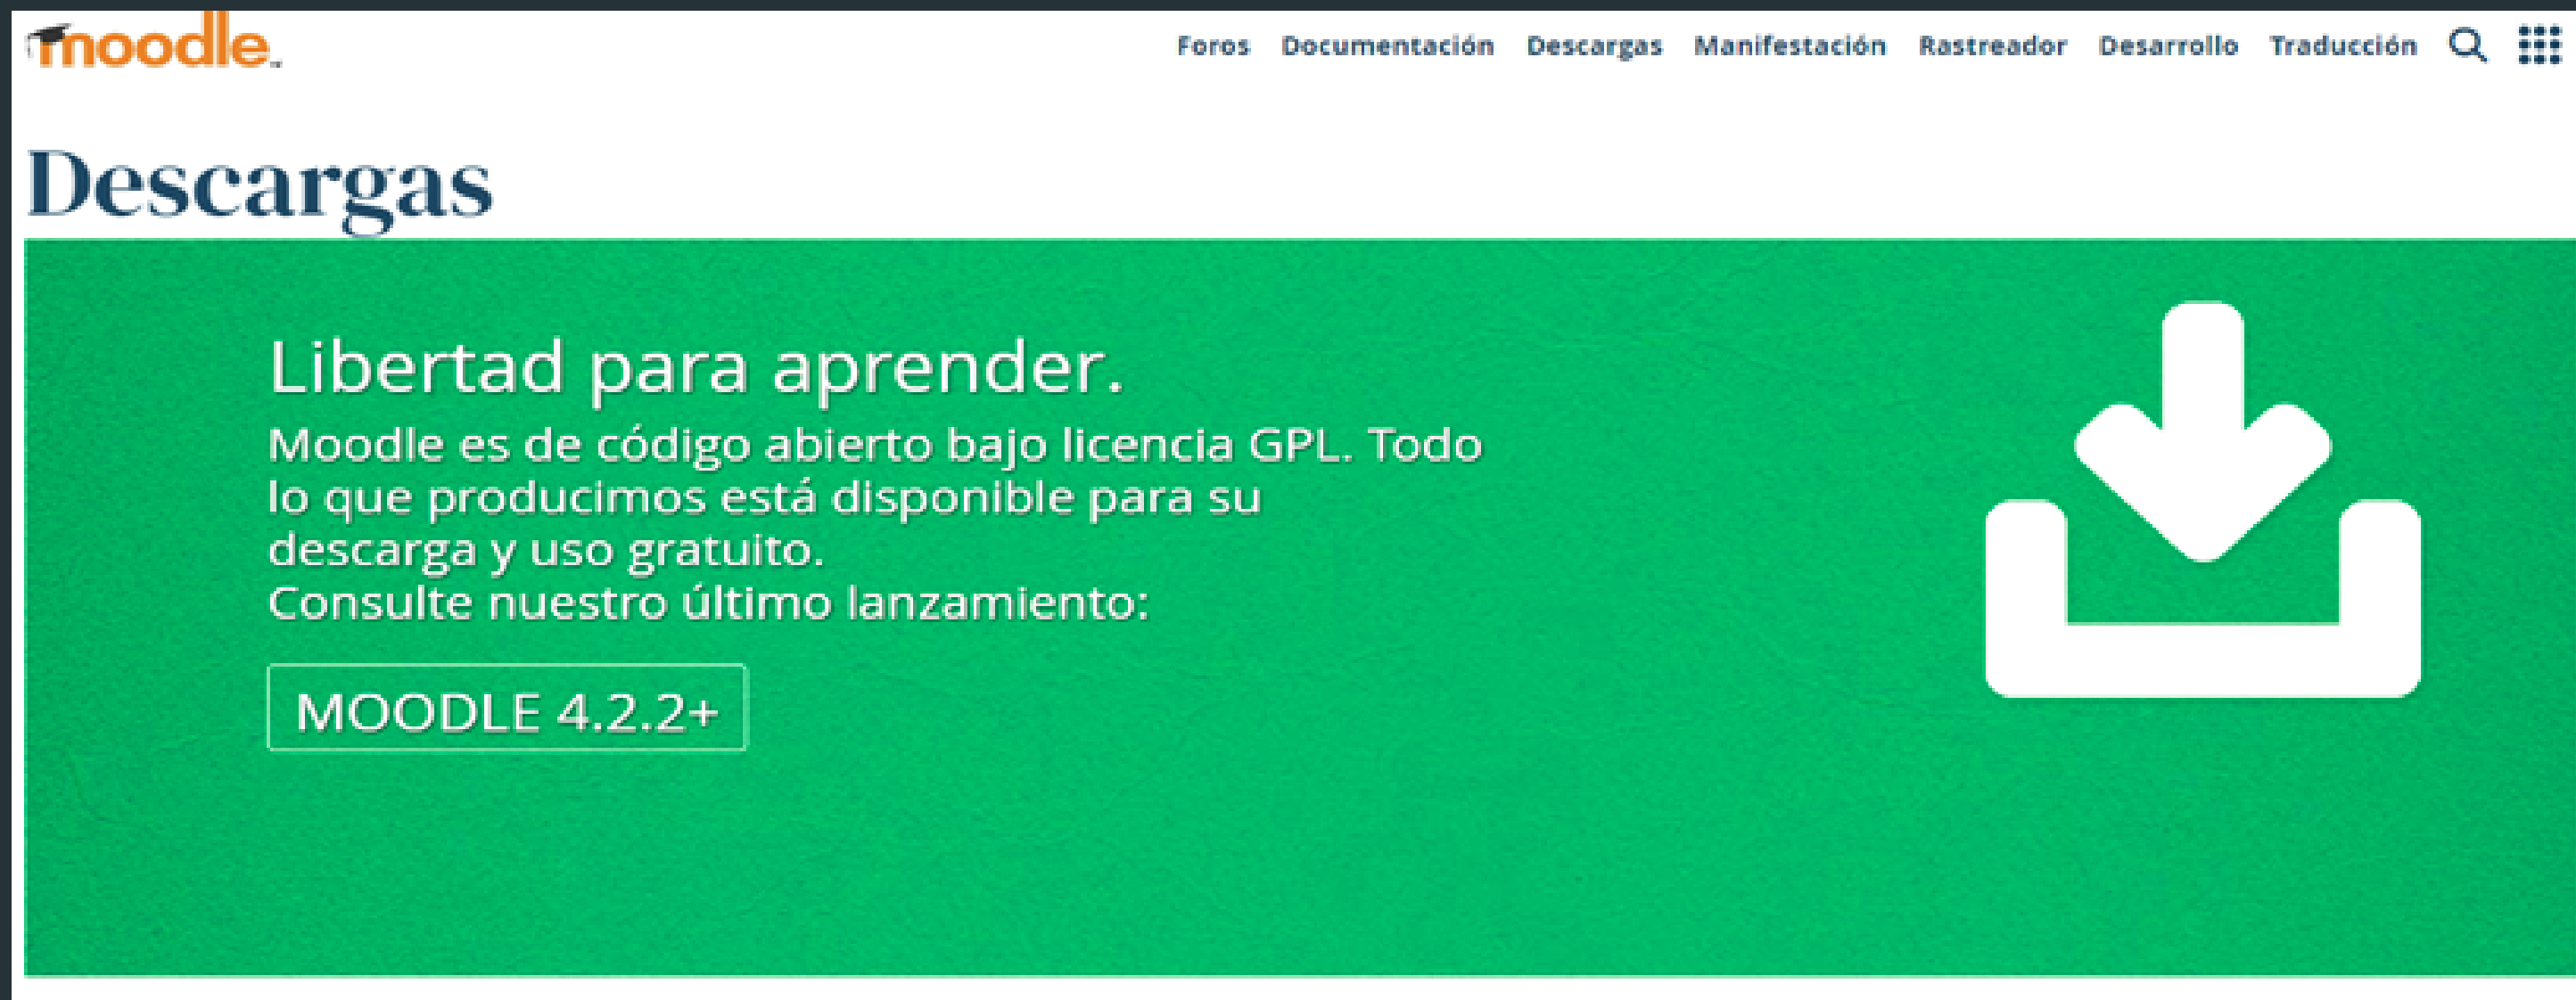 moodle
Foros Documentación Descargas Manifestación Rastreador Desarrollo Traducción
Descargas
Libertad para aprender.
Moodle es de código abierto bajo licencia GPL. Todo
lo que producimos está disponible para su
descarga y uso gratuito.
Consulte nuestro último lanzamiento:
MOODLE 4.2.2+